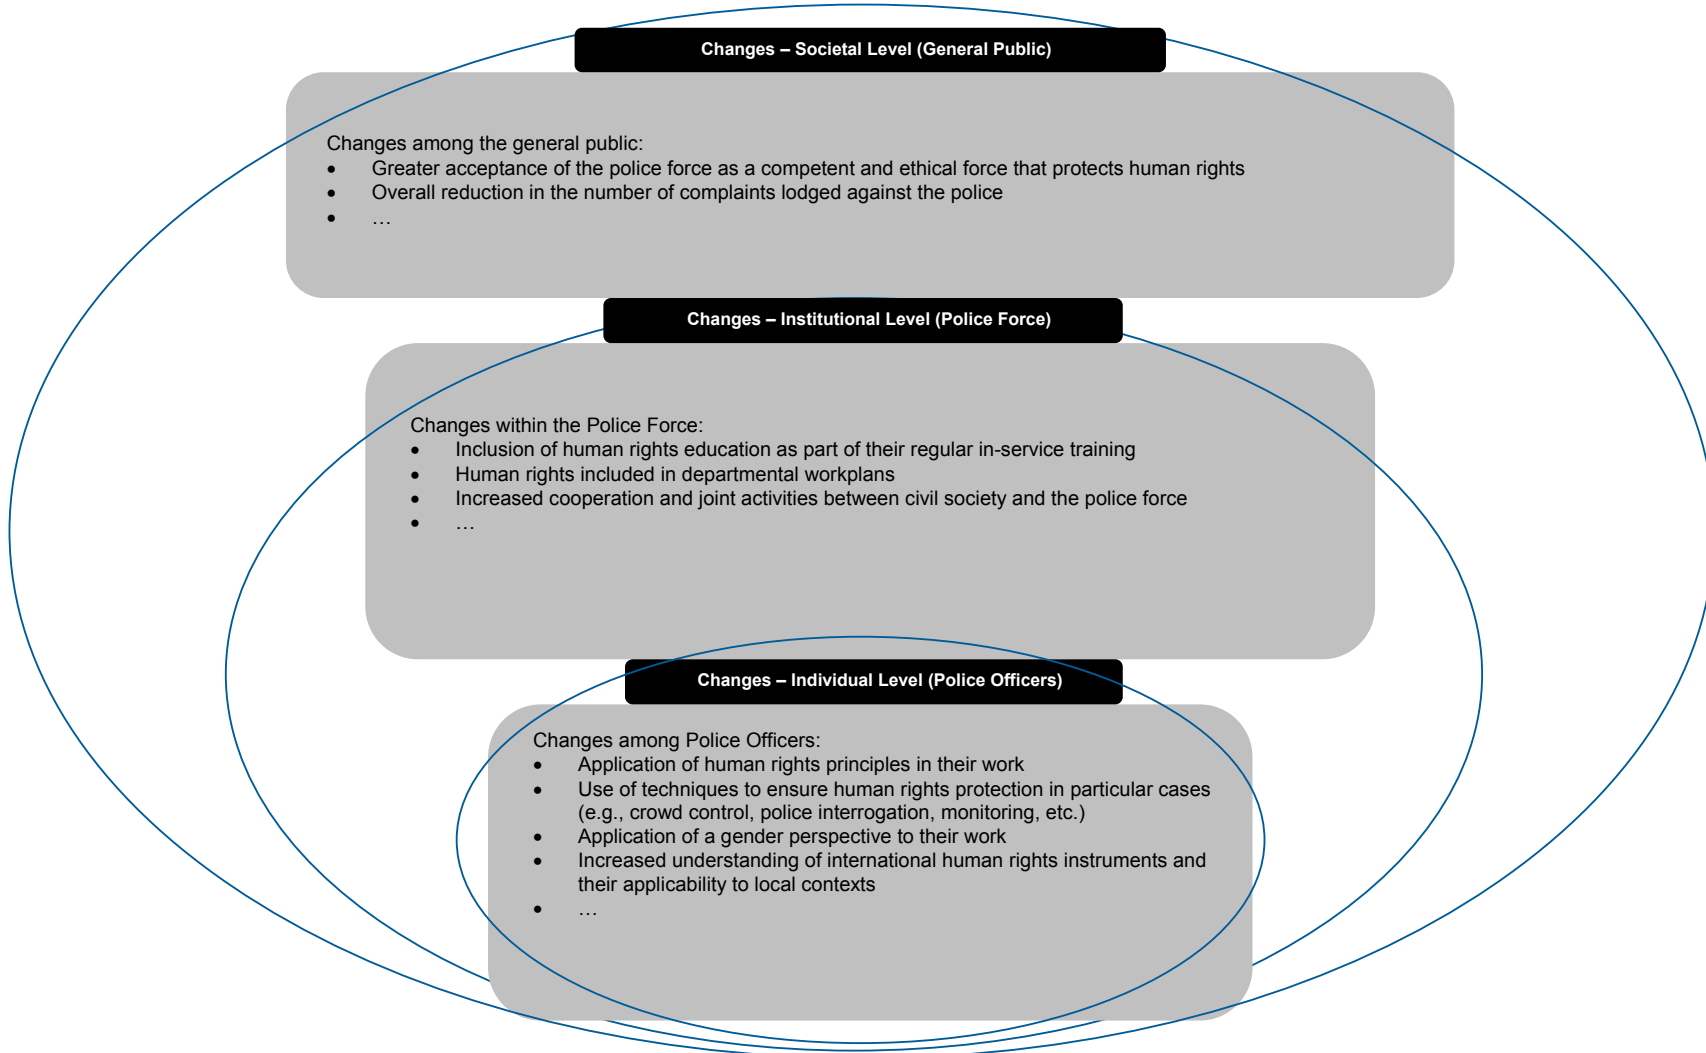 Changes – Societal Level (General Public)
Changes among the general public:
• Greater acceptance of the police force as a competent and ethical force that protects human rights
• Overall reduction in the number of complaints lodged against the police
• …
Changes – Institutional Level (Police Force)
Changes within the Police Force:
• Inclusion of human rights education as part of their regular in-service training
• Human rights included in departmental workplans
• Increased cooperation and joint activities between civil society and the police force
• …
Changes – Individual Level (Police Officers)
Changes among Police Officers:
• Application of human rights principles in their work
• Use of techniques to ensure human rights protection in particular cases
(e.g., crowd control, police interrogation, monitoring, etc.)
• Application of a gender perspective to their work
• Increased understanding of international human rights instruments and
their applicability to local contexts
• …